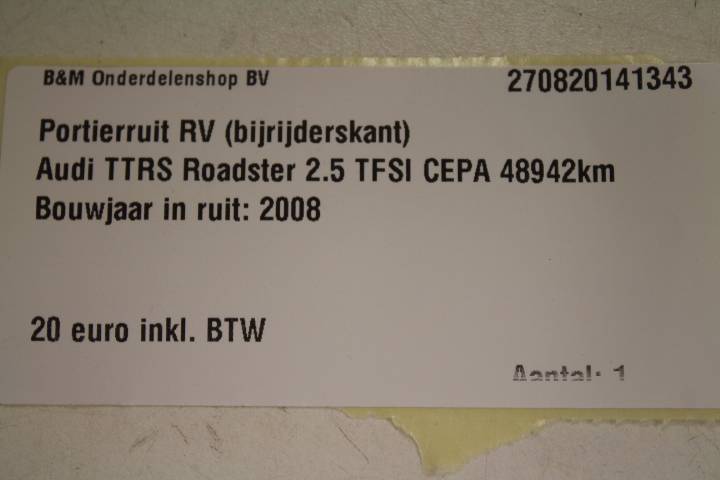 B&M Onderdelenshop BV 270820141343
Portierruit RV (bijrijderskant)
Audi TTRS Roadster 2.5 TFSI CEPA 48942km
Bouwjaar in ruit: 2008
20 euro inkl. BTW
Aantal: 1